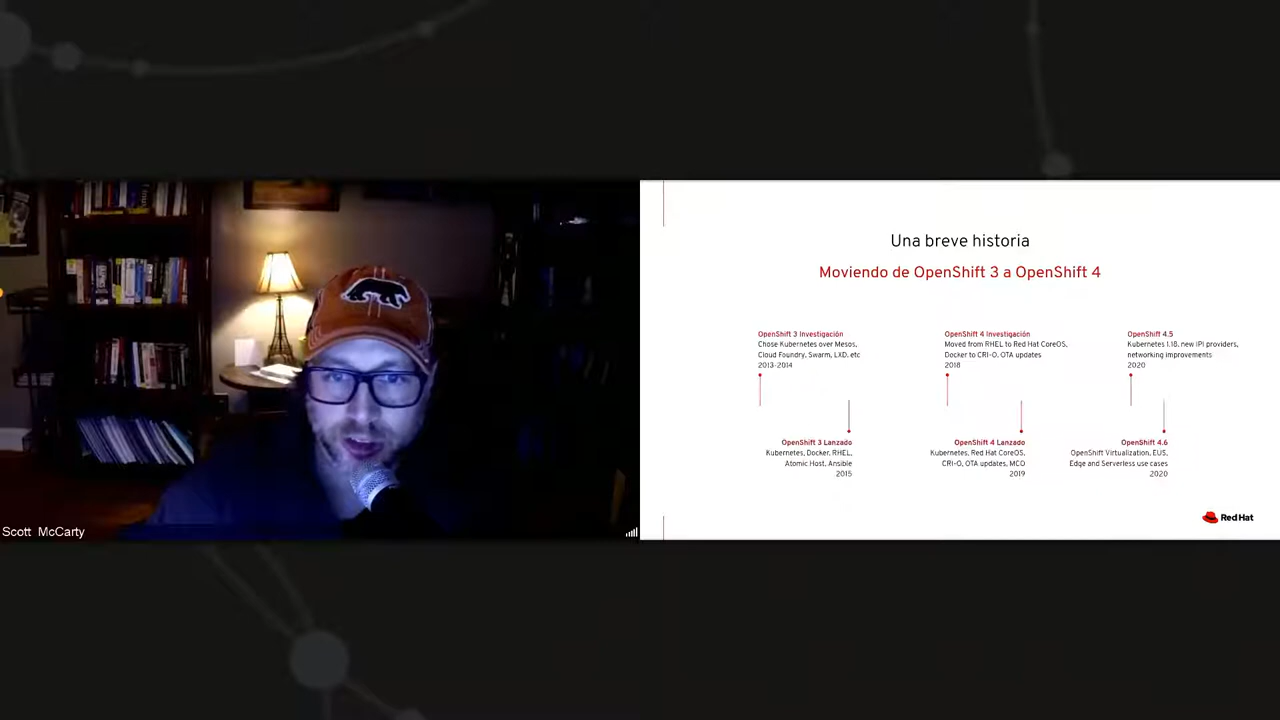 Scott McCarty
Una breve historia
Moviendo de OpenShift 3 a OpenShift 4
OpenShift 3 Investigación
Chose Kubernetes over Mesos,
Cloud Foundry, Swarm, LXD, etc
2013-2014
OpenShift 4 Investigación
Moved from RHEL to Red Hat CoreOS,
Docker to CRI-O, OTA updates
2018
OpenShift 4.5
Kubernetes 1.18, new IPI providers,
networking improvements
2020
OpenShift 3 Lanzado
Kubernetes, Docker, RHEL,
Atomic Host, Ansible
2015
OpenShift 4 Lanzado
Kubernetes, Red Hat CoreOS,
CRI-O, OTA updates, MCO
2019
OpenShift 4.6
OpenShift Virtualization, EUS,
Edge and Serverless use cases
2020
Red Hat